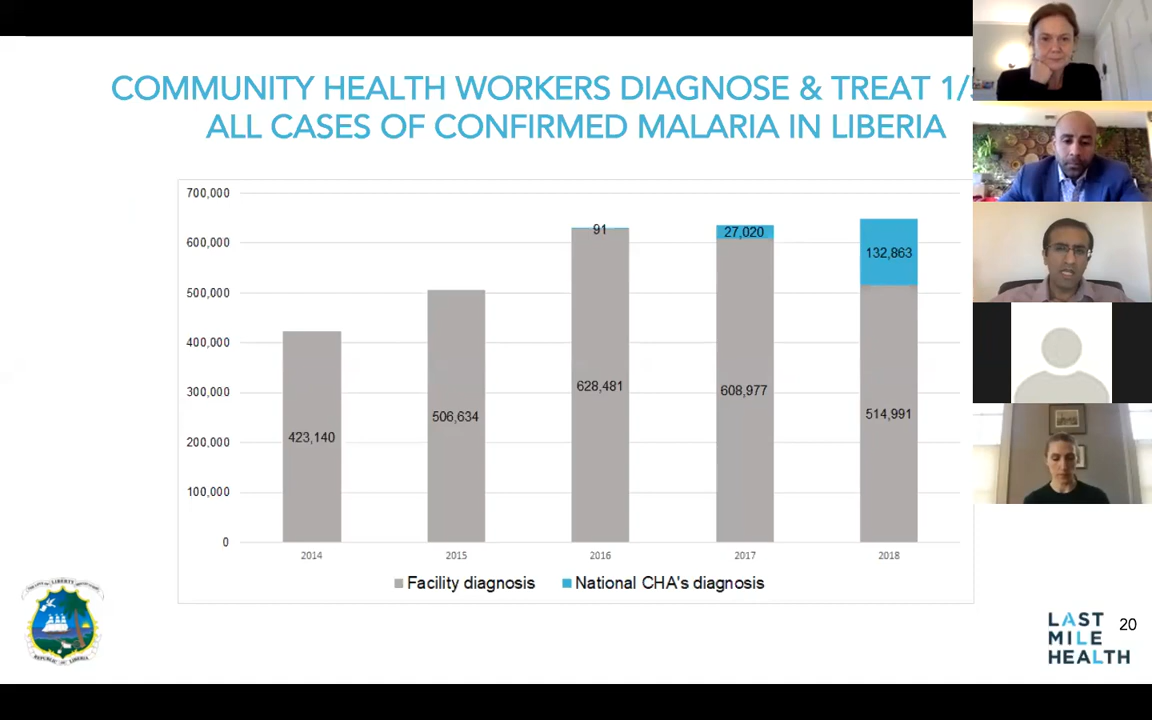 COMMUNITY HEALTH WORKERS DIAGNOSE & TREAT 1/
ALL CASES OF CONFIRMED MALARIA IN LIBERIA
700,000
600,000
500,000
400,000
300,000
200,000
100,000
0
91
27,020
132,863
628,481
608,977
514,991
506,634
423,140
2014
2015
2016
2017
2018
Facility diagnosis
National CHA's diagnosis
REPUBLIC OF LIBERIA
LAST
MILE
HEALTH
20